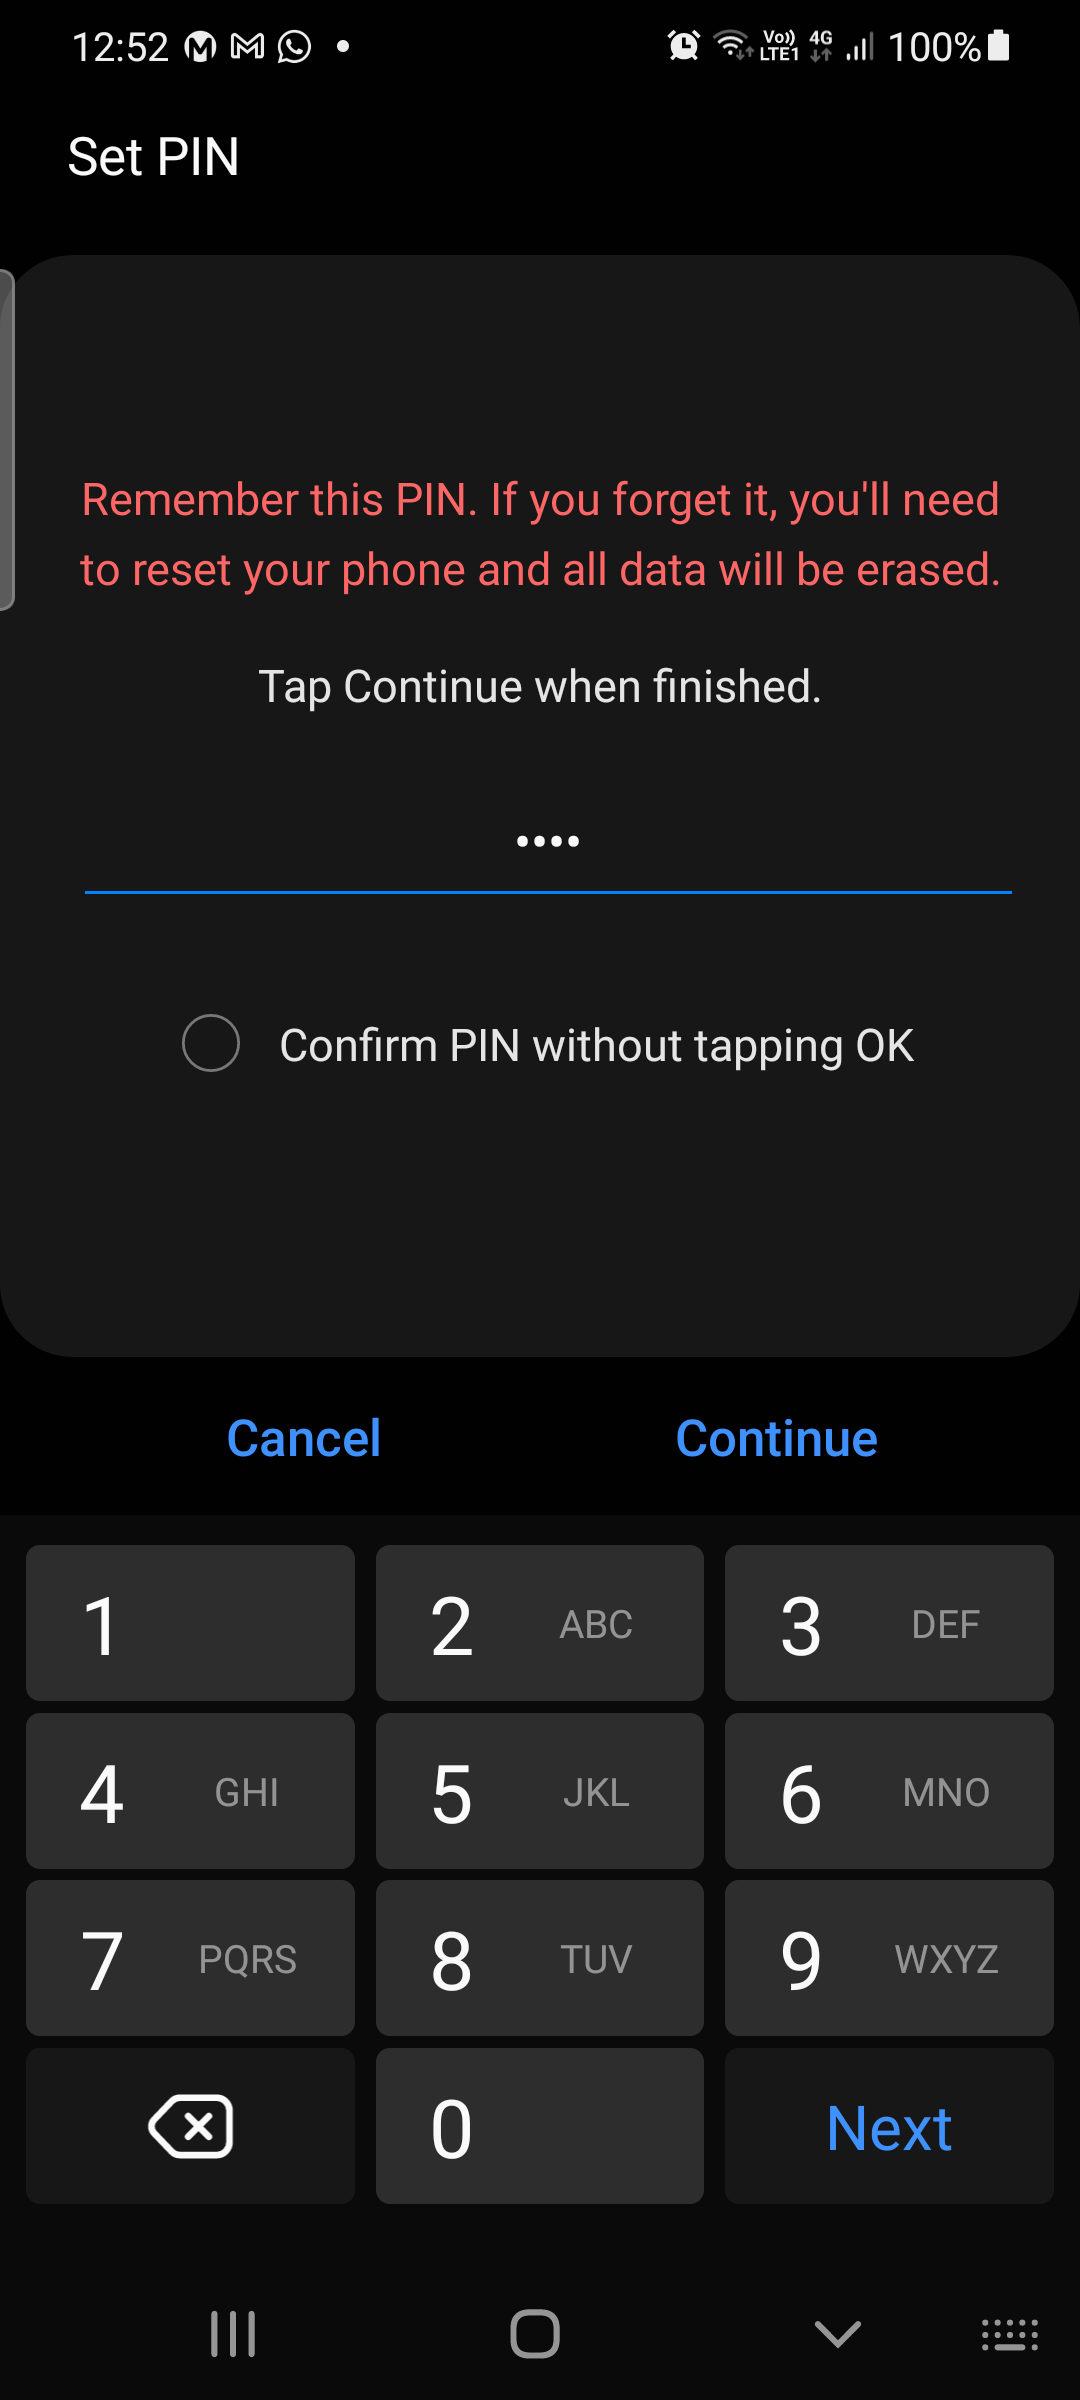 12:52
Vo)) LTE1 4G 100%
Set PIN
Remember this PIN. If you forget it, you'll need
to reset your phone and all data will be erased.
Tap Continue when finished.
••••
Confirm PIN without tapping OK
Cancel Continue
1 2 ABC 3 DEF
4 GHI 5 JKL 6 MNO
7 PQRS 8 TUV 9 WXYZ
0 Next